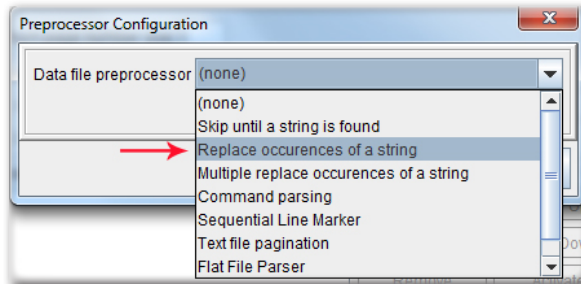 Preprocessor Configuration
Data file preprocessor (none)
(none)
Skip until a string is found
Replace occurences of a string
Multiple replace occurences of a string
Command parsing
Sequential Line Marker
Text file pagination
Flat File Parser